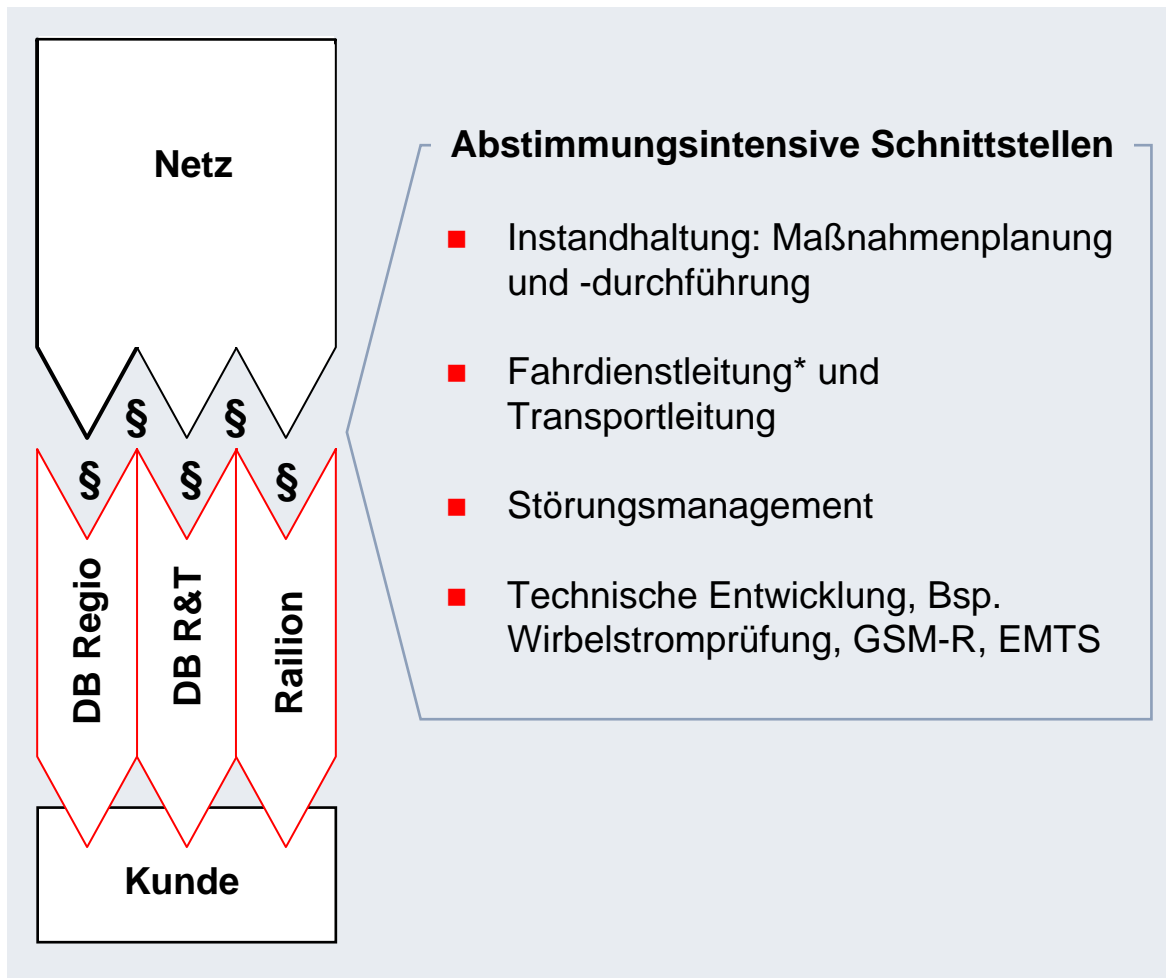 Netz
§ §
§ § §
DB Regio
DB R&T
Railion
Kunde
Abstimmungsintensive Schnittstellen
■ Instandhaltung: Maßnahmenplanung
und -durchführung
■ Fahrdienstleitung* und
Transportleitung
■ Störungsmanagement
■ Technische Entwicklung, Bsp.
Wirbelstromprüfung, GSM-R, EMTS